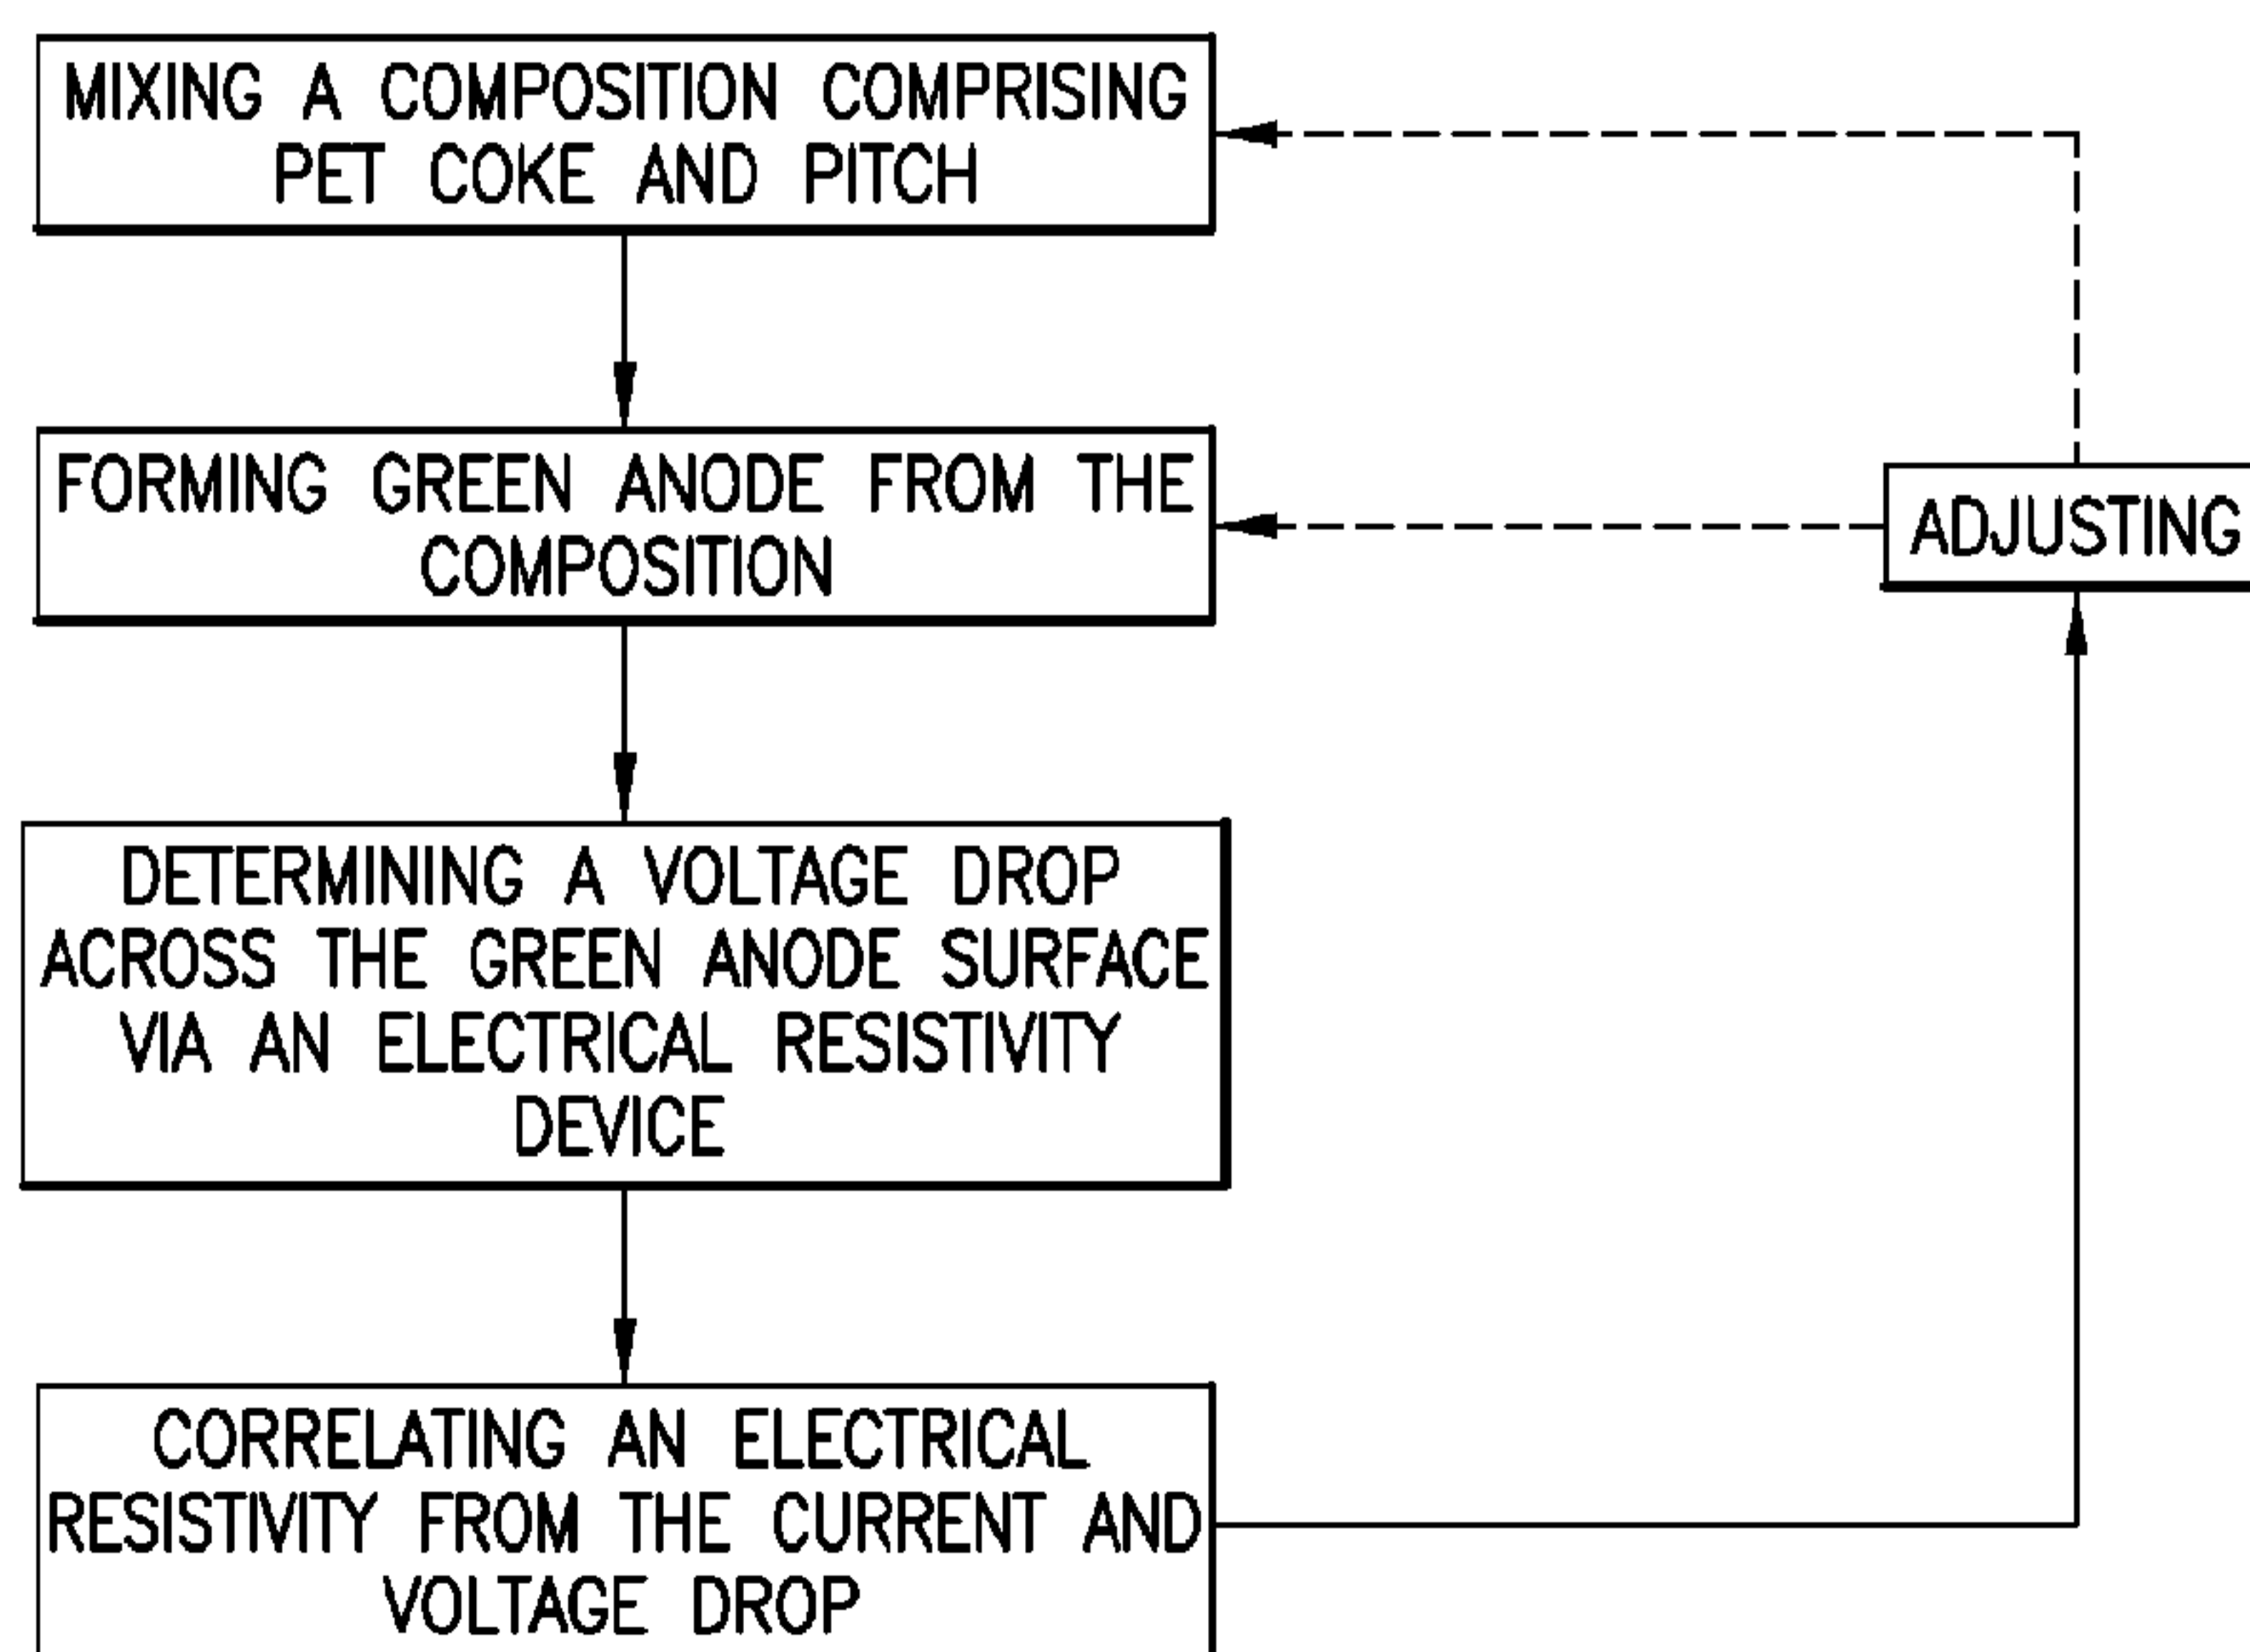 MIXING A COMPOSITION COMPRISING
PET COKE AND PITCH
FORMING GREEN ANODE FROM THE
COMPOSITION
ADJUSTING
DETERMINING A VOLTAGE DROP
ACROSS THE GREEN ANODE SURFACE
VIA AN ELECTRICAL RESISTIVITY
DEVICE
CORRELATING AN ELECTRICAL
RESISTIVITY FROM THE CURRENT AND
VOLTAGE DROP